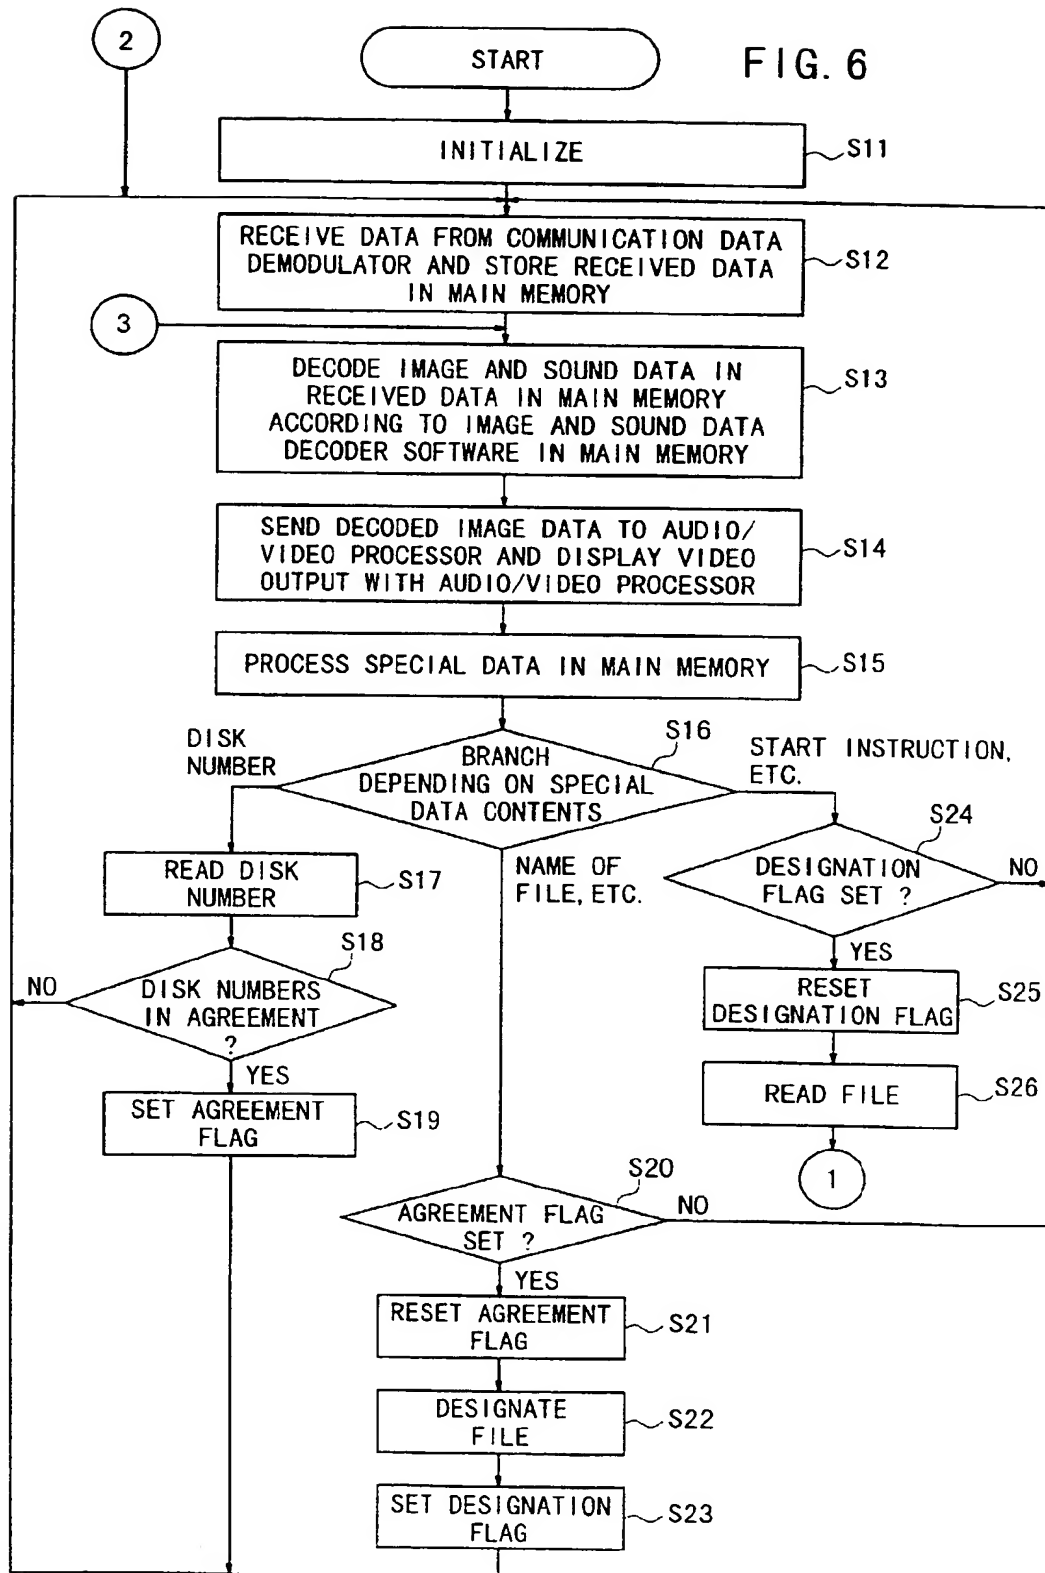 2
START
FIG. 6
INITIALIZE
S11
RECEIVE DATA FROM COMMUNICATION DATA
DEMODULATOR AND STORE RECEIVED DATA
IN MAIN MEMORY
S12
3
DECODE IMAGE AND SOUND DATA IN
RECEIVED DATA IN MAIN MEMORY
ACCORDING TO IMAGE AND SOUND DATA
DECODER SOFTWARE IN MAIN MEMORY
S13
SEND DECODED IMAGE DATA TO AUDIO/
VIDEO PROCESSOR AND DISPLAY VIDEO
OUTPUT WITH AUDIO/VIDEO PROCESSOR
S14
PROCESS SPECIAL DATA IN MAIN MEMORY
S15
DISK
NUMBER
BRANCH
DEPENDING ON SPECIAL
DATA CONTENTS
S16
START INSTRUCTION,
ETC.
READ DISK
NUMBER
S17
NAME OF
FILE, ETC.
DESIGNATION
FLAG SET ?
S24
NO
YES
DISK NUMBERS
IN AGREEMENT
?
S18
NO
YES
RESET
DESIGNATION FLAG
S25
SET AGREEMENT
FLAG
S19
READ FILE
S26
1
AGREEMENT FLAG
SET ?
S20
NO
YES
RESET AGREEMENT
FLAG
S21
DESIGNATE
FILE
S22
SET DESIGNATION
FLAG
S23